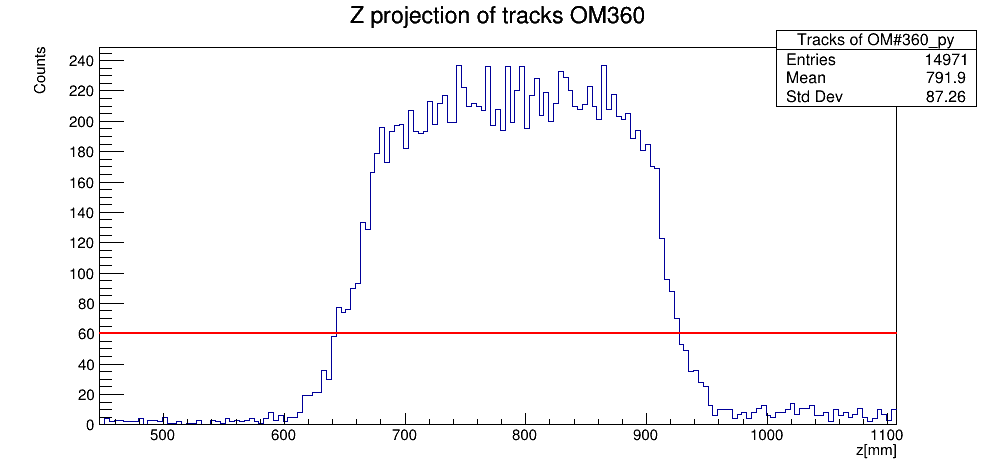 Z projection of tracks OM360
Tracks of OM#360_py
Entries 14971
Mean 791.9
Std Dev 87.26
Counts
240
220
200
180
160
140
120
100
80
60
40
20
0
500 600 700 800 900 1000 1100
z[mm]